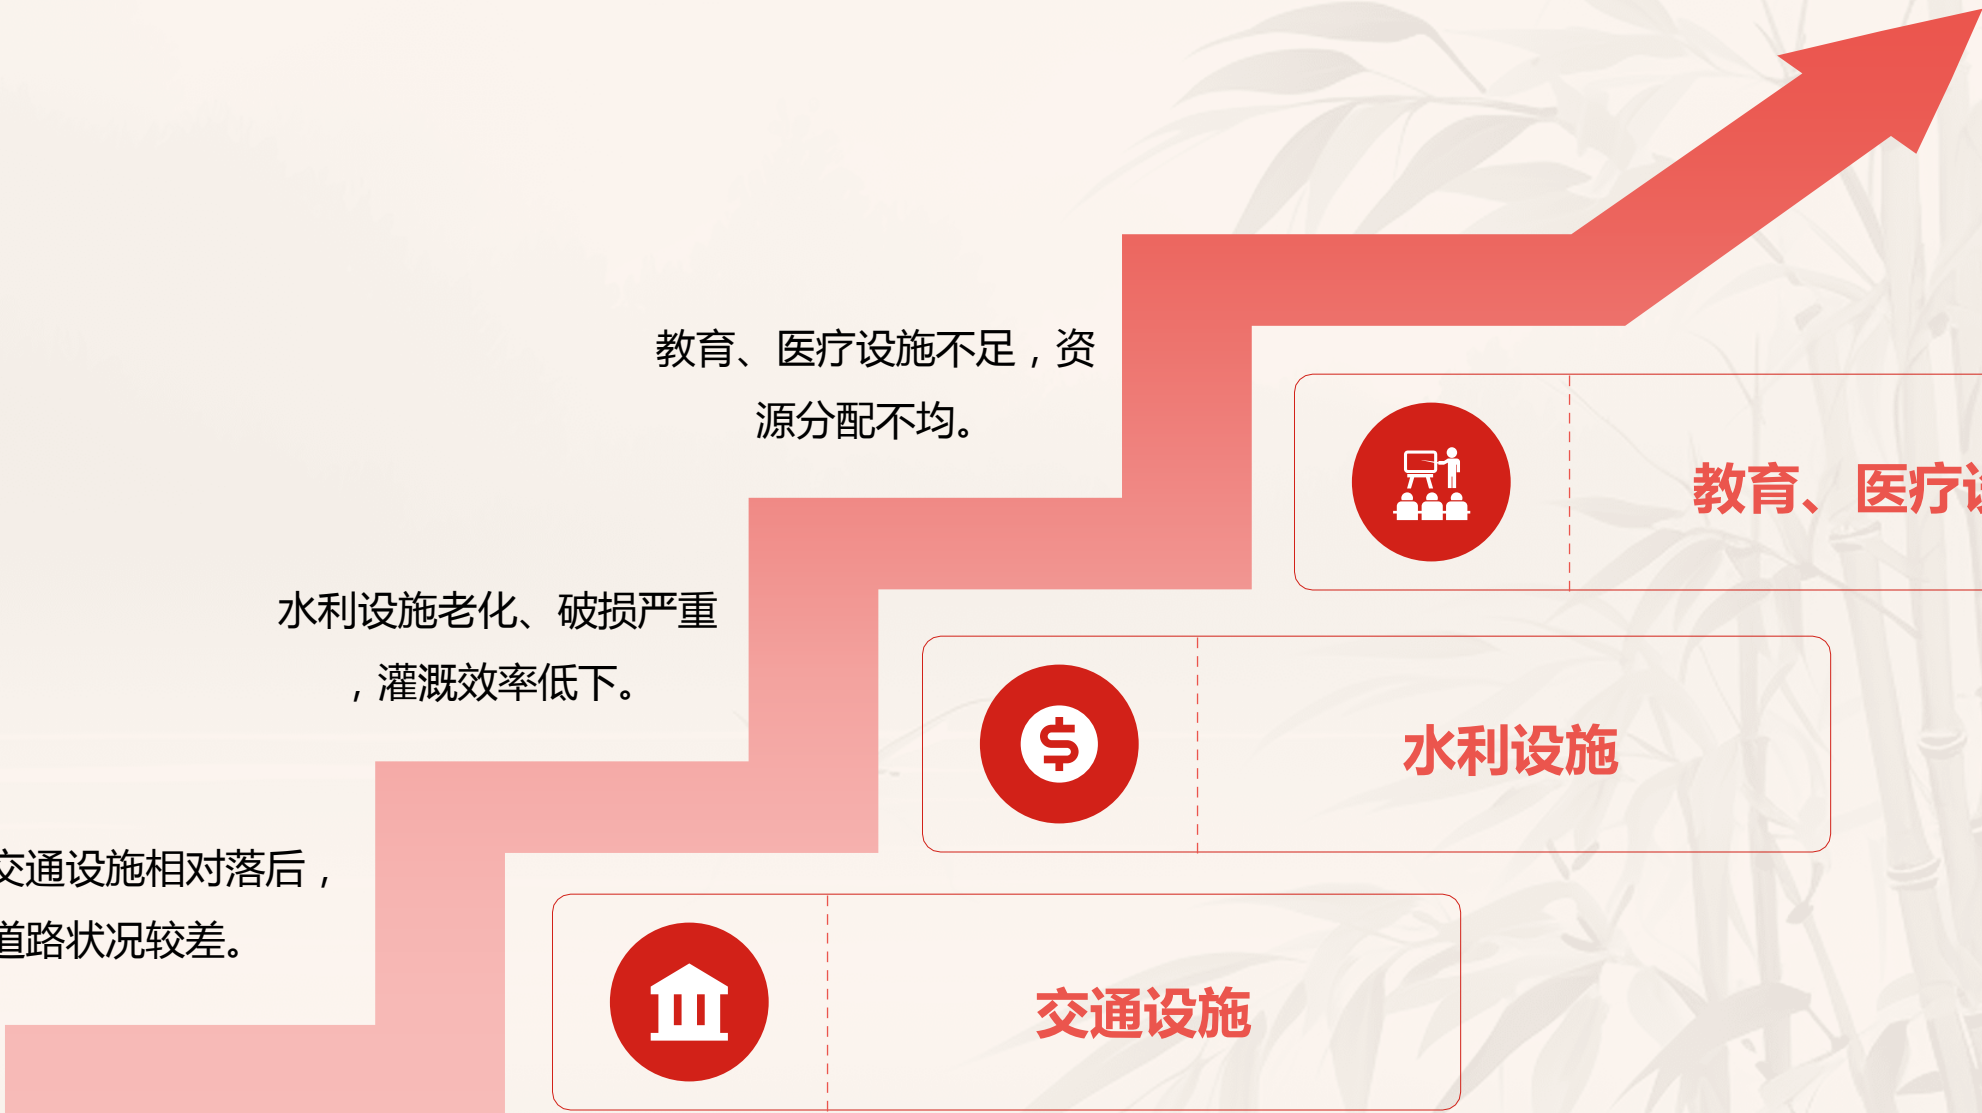 教育、医疗设施不足，资
源分配不均。
教育、医疗设
水利设施老化、破损严重
，灌溉效率低下。
水利设施
交通设施相对落后，
道路状况较差。
交通设施